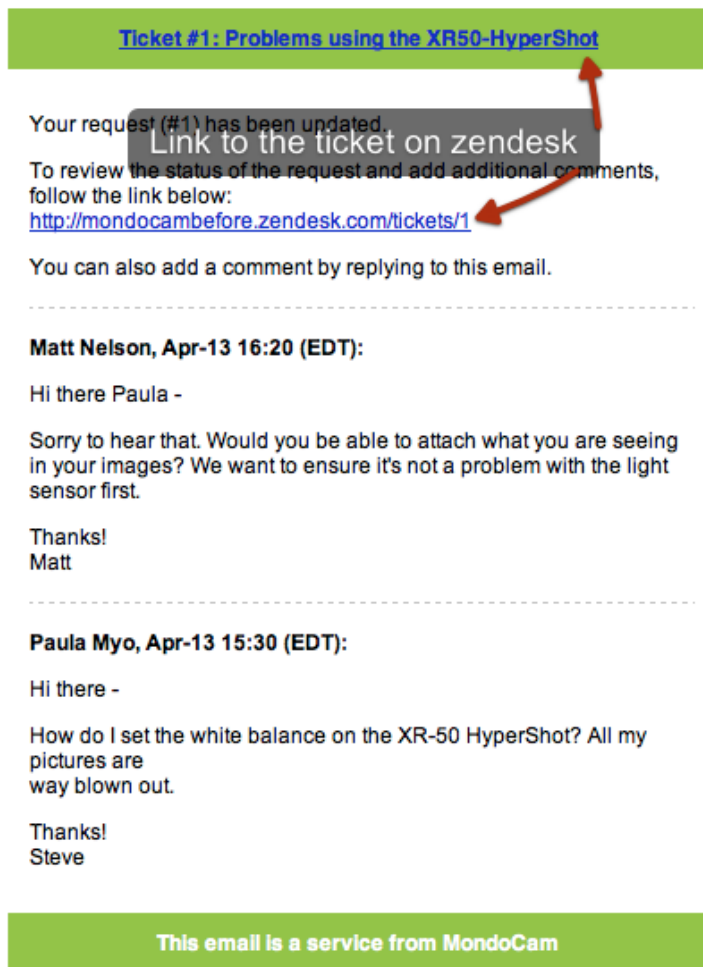 Ticket #1: Problems using the XR50-HyperShot
Your request (#1) has been updated.
Link to the ticket on zendesk
To review the status of the request and add additional comments,
follow the link below:
http://mondocambefore.zendesk.com/tickets/1
You can also add a comment by replying to this email.
Matt Nelson, Apr-13 16:20 (EDT):
Hi there Paula -
Sorry to hear that. Would you be able to attach what you are seeing
in your images? We want to ensure it's not a problem with the light
sensor first.
Thanks!
Matt
Paula Myo, Apr-13 15:30 (EDT):
Hi there -
How do I set the white balance on the XR-50 HyperShot? All my
pictures are
way blown out.
Thanks!
Steve
This email is a service from MondoCam